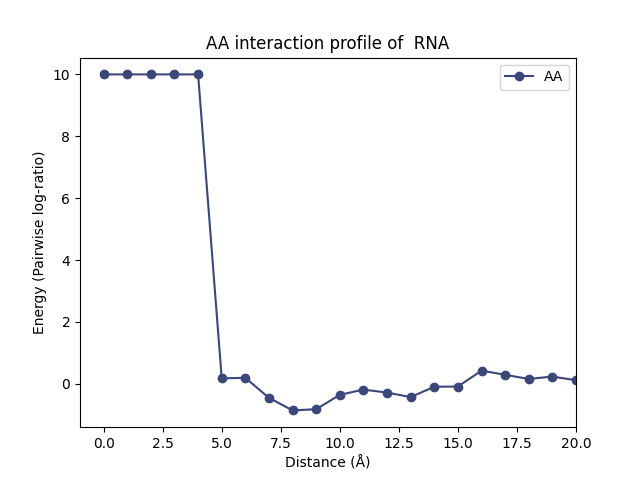 AA interaction profile of  RNA
AA
Energy (Pairwise log-ratio)
10
8
6
4
2
0
0.0 2.5 5.0 7.5 10.0 12.5 15.0 17.5 20.0
Distance (Å)